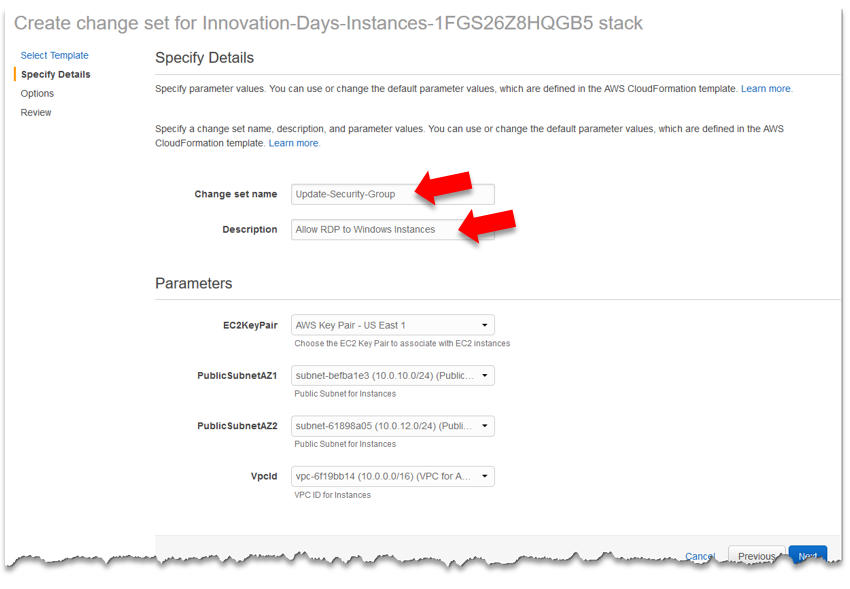 Create change set for Innovation-Days-Instances-1FGS26Z8HQGB5 stack
Select Template
Specify Details
Options
Review
Specify Details
Specify parameter values. You can use or change the default parameter values, which are defined in the AWS CloudFormation template. Learn more.
Specify a change set name, description, and parameter values. You can use or change the default parameter values, which are defined in the AWS
CloudFormation template. Learn more.
Change set name Update-Security-Group
Description Allow RDP to Windows Instances
Parameters
EC2KeyPair AWS Key Pair - US East 1
Choose the EC2 Key Pair to associate with EC2 instances
PublicSubnetAZ1 subnet-befba1e3 (10.0.10.0/24) (Public...
Public Subnet for Instances
PublicSubnetAZ2 subnet-61898a05 (10.0.12.0/24) (Publi...
Public Subnet for Instances
VpcId vpc-6f19bb14 (10.0.0.0/16) (VPC for A...
VPC ID for Instances
Cancel Previous Next